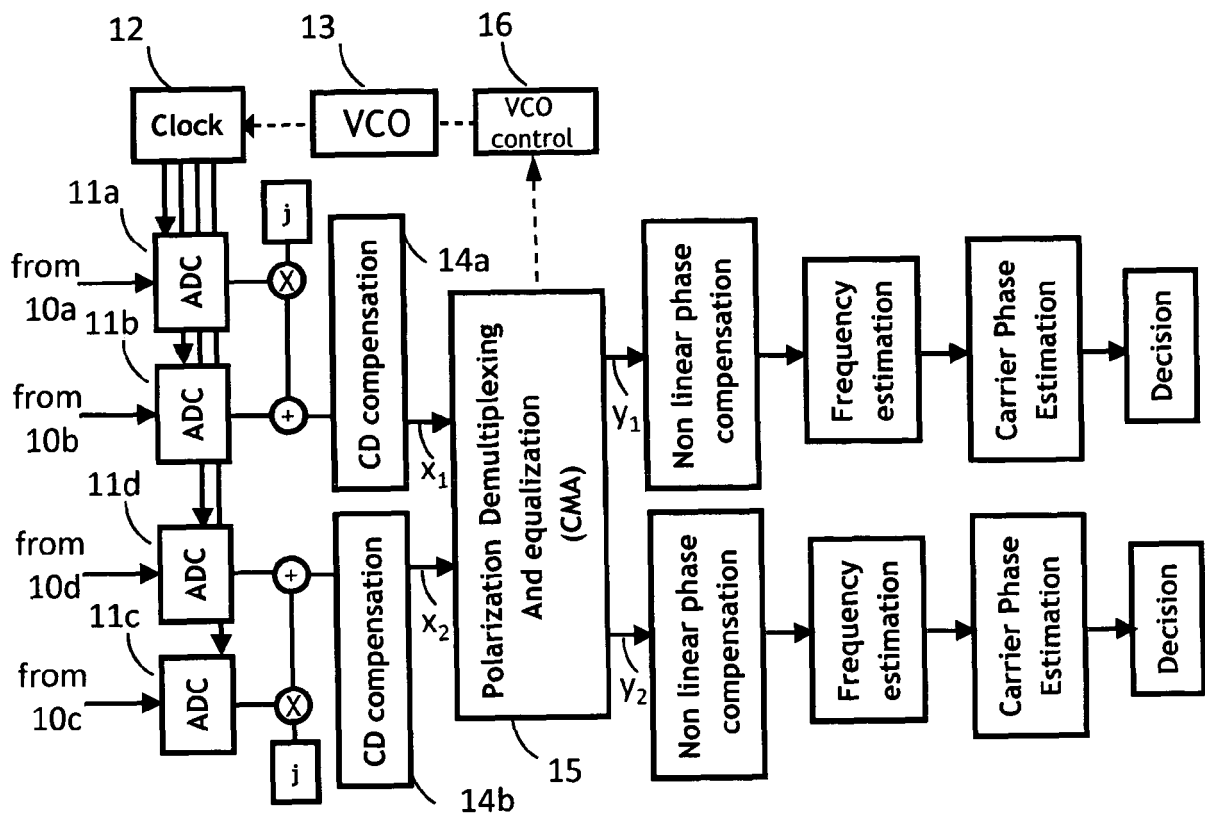 12
13
16
Clock
VCO
VCO
control
11a
j
14a
from
10a
ADC
X
CD compensation
11b
from
10b
ADC
+
x1
Polarization Demultiplexing
And equalization
(CMA)
y1
Non linear phase
compensation
Frequency
estimation
Carrier Phase
Estimation
Decision
11d
from
10d
ADC
+
CD compensation
x2
11c
from
10c
ADC
X
j
14b
15
y2
Non linear phase
compensation
Frequency
estimation
Carrier Phase
Estimation
Decision